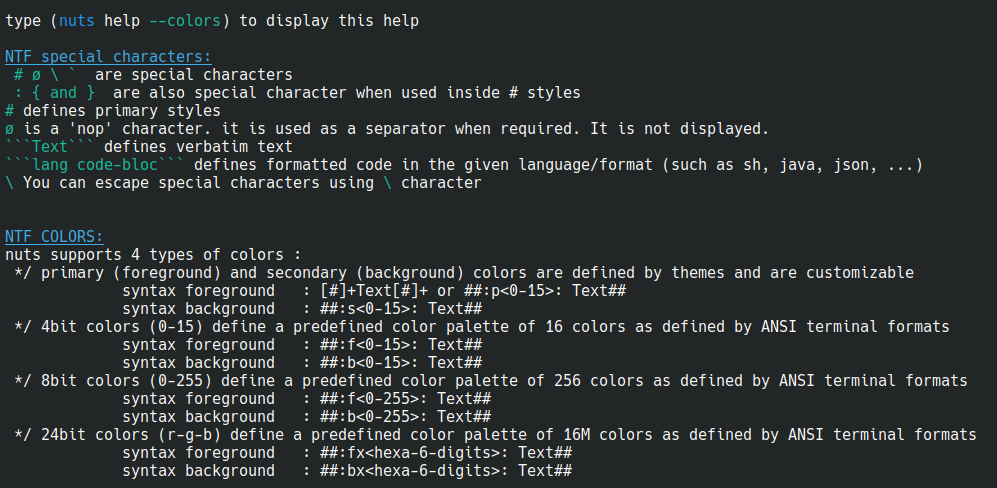 type (nuts help --colors) to display this help
NTF special characters:
# ø \ ` are special characters
: { and } are also special character when used inside # styles
# defines primary styles
ø is a 'nop' character. it is used as a separator when required. It is not displayed.
```Text``` defines verbatim text
```lang code-bloc``` defines formatted code in the given language/format (such as sh, java, json, ...)
\ You can escape special characters using \ character
NTF COLORS:
nuts supports 4 types of colors :
*/ primary (foreground) and secondary (background) colors are defined by themes and are customizable
syntax foreground : [#]+Text[#]+ or ##:p<0-15>: Text##
syntax background : ##:s<0-15>: Text##
*/ 4bit colors (0-15) define a predefined color palette of 16 colors as defined by ANSI terminal formats
syntax foreground : ##:f<0-15>: Text##
syntax background : ##:b<0-15>: Text##
*/ 8bit colors (0-255) define a predefined color palette of 256 colors as defined by ANSI terminal formats
syntax foreground : ##:f<0-255>: Text##
syntax background : ##:b<0-255>: Text##
*/ 24bit colors (r-g-b) define a predefined color palette of 16M colors as defined by ANSI terminal formats
syntax foreground : ##:fx<hexa-6-digits>: Text##
syntax background : ##:bx<hexa-6-digits>: Text##